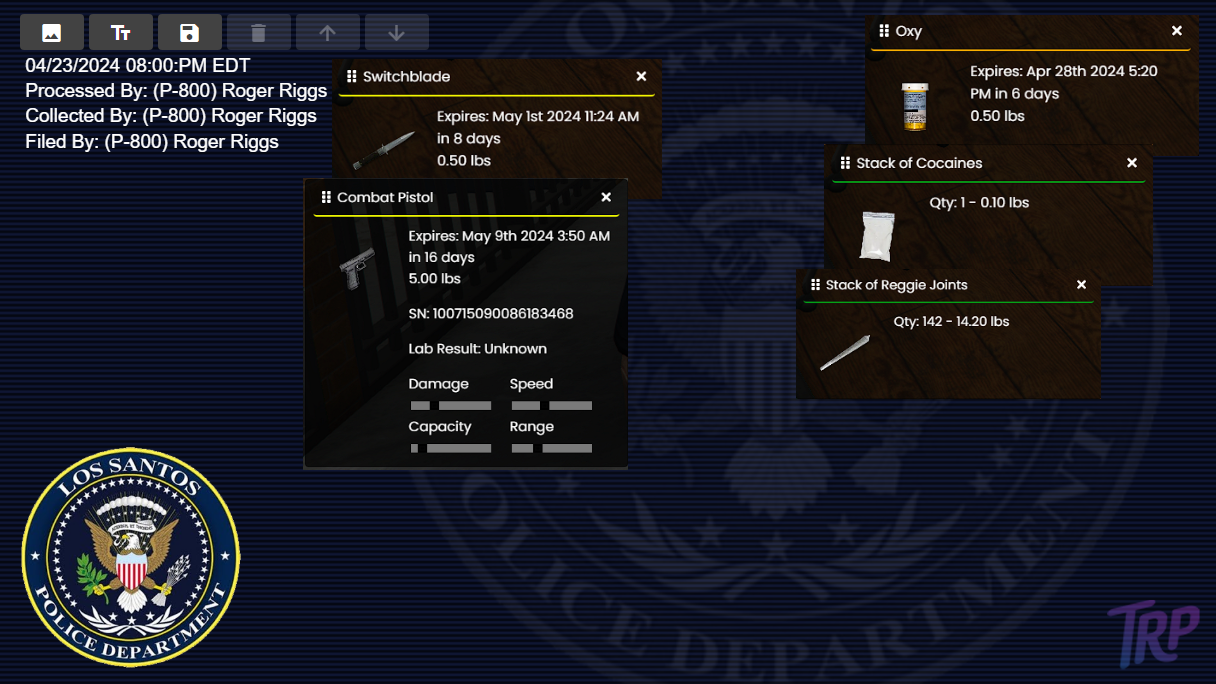 04/23/2024 08:00:PM EDT
Processed By: (P-800) Roger Riggs
Collected By: (P-800) Roger Riggs
Filed By: (P-800) Roger Riggs
Switchblade
Expires: May 1st 2024 11:24 AM
in 8 days
0.50 lbs
Combat Pistol
Expires: May 9th 2024 3:50 AM
in 16 days
5.00 lbs
SN: 100715090086183468
Lab Result: Unknown
Damage
Speed
Capacity
Range
Oxy
Expires: Apr 28th 2024 5:20
PM in 6 days
0.50 lbs
Stack of Cocaines
Qty: 1 - 0.10 lbs
Stack of Reggie Joints
Qty: 142 - 14.20 lbs
LOS SANTOS
POLICE DEPARTMENT
POLICE DEPARTMENT
TRP